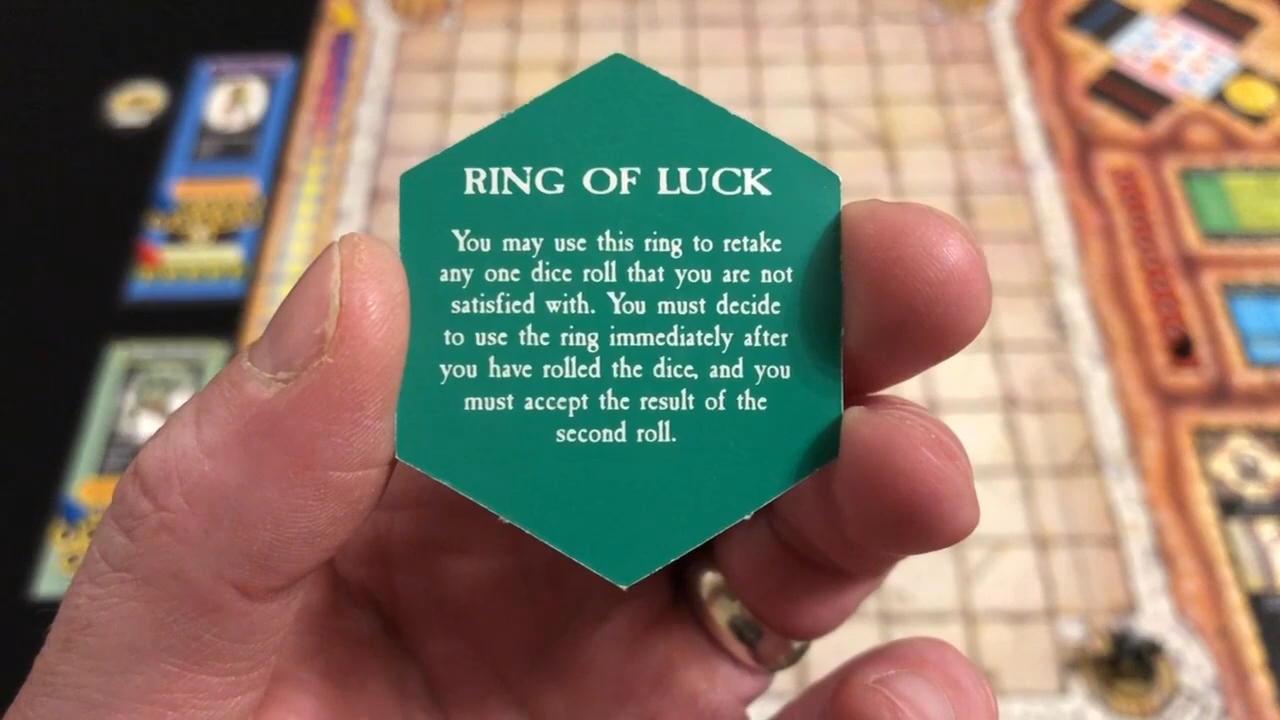 RING OF LUCK
You may use this ring to retake
any one dice roll that you are not
satisfied with. You must decide
to use the ring immediately after
you have rolled the dice, and you
must accept the result of the
second roll.